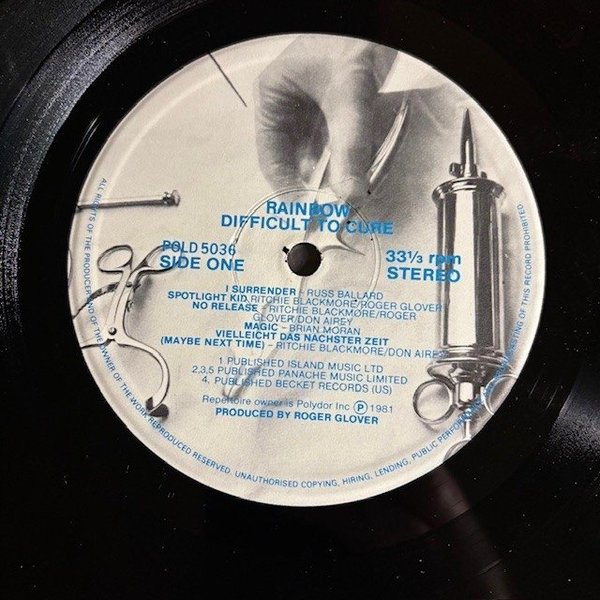 RAINBOW
DIFFICULT TO CURE
POLD 5036
SIDE ONE
33⅓ rpm
STEREO
I SURRENDER - RUSS BALLARD
SPOTLIGHT KID RITCHIE BLACKMORE/ROGER GLOVER
NO RELEASE - RITCHIE BLACKMORE/ROGER
GLOVER/DON AIREY
MAGIC - BRIAN MORAN
VIELLEICHT DAS NACHSTER ZEIT
(MAYBE NEXT TIME) - RITCHIE BLACKMORE/DON AIREY
1 PUBLISHED ISLAND MUSIC LTD
2,3,5 PUBLISHED PANACHE MUSIC LIMITED
4. PUBLISHED BECKET RECORDS (US)
Repertoire owner is Polydor Inc Ⓟ 1981
PRODUCED BY ROGER GLOVER
ALL RIGHTS OF THE PRODUCER AND OF THE OWNER OF THE WORK REPRODUCED RESERVED. UNAUTHORISED COPYING, HIRING, LENDING, PUBLIC PERFORMANCE AND BROADCASTING OF THIS RECORD PROHIBITED